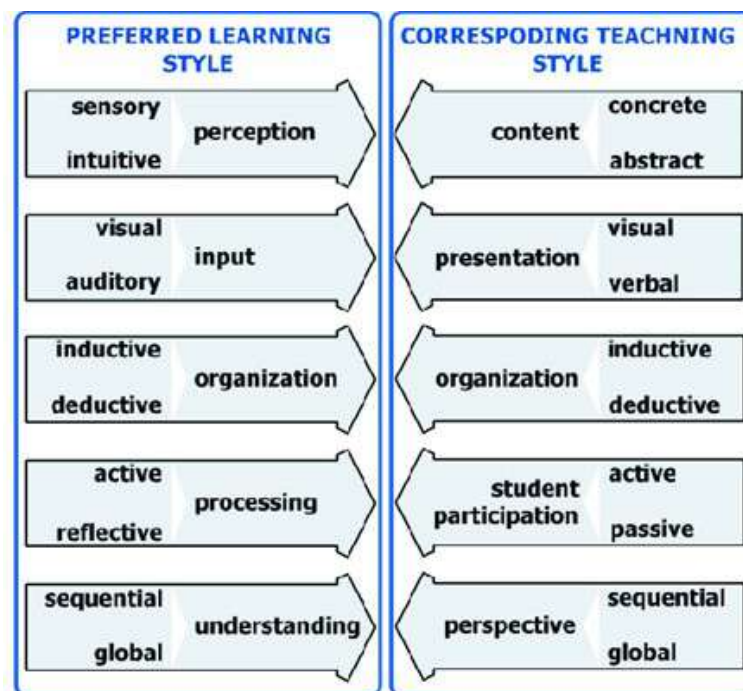 PREFERRED LEARNING
STYLE
sensory
perception
intuitive
visual
input
auditory
inductive
organization
deductive
active
processing
reflective
sequential
understanding
global
CORRESPODING TEACHNING
STYLE
concrete
content
abstract
visual
presentation
verbal
inductive
organization
deductive
student
participation
active
passive
sequential
perspective
global